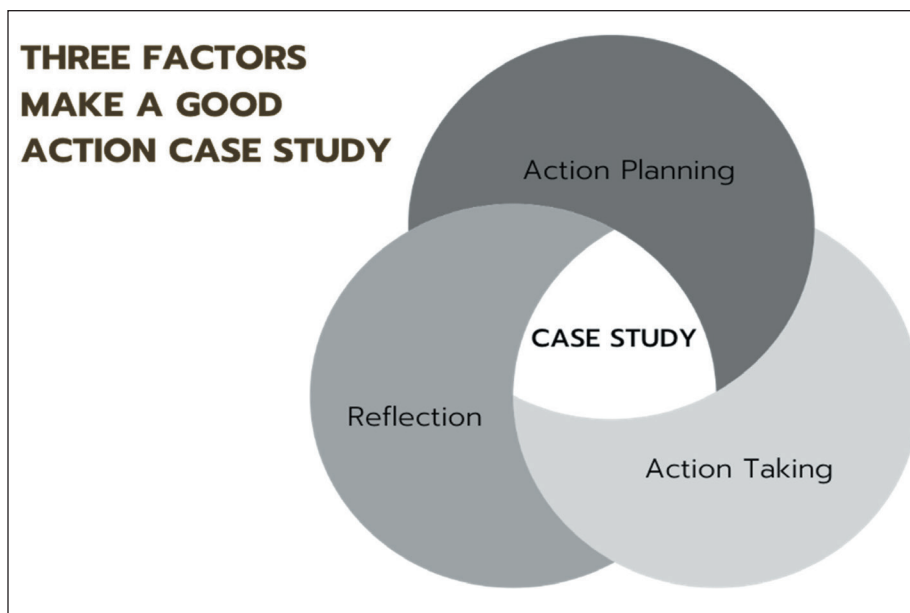 THREE FACTORS
MAKE A GOOD
ACTION CASE STUDY
Action Planning
CASE STUDY
Reflection
Action Taking